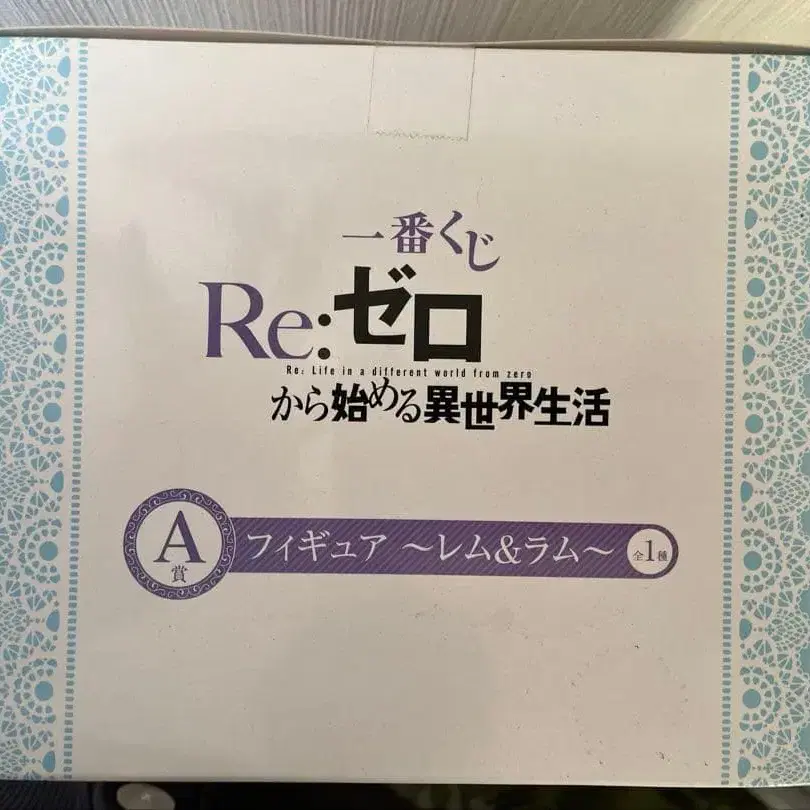 一番くじ
Re:ゼロ
Re: Life in a different world from zero
から始める異世界生活
A賞 フィギュア ～レム&ラム～ 全1種